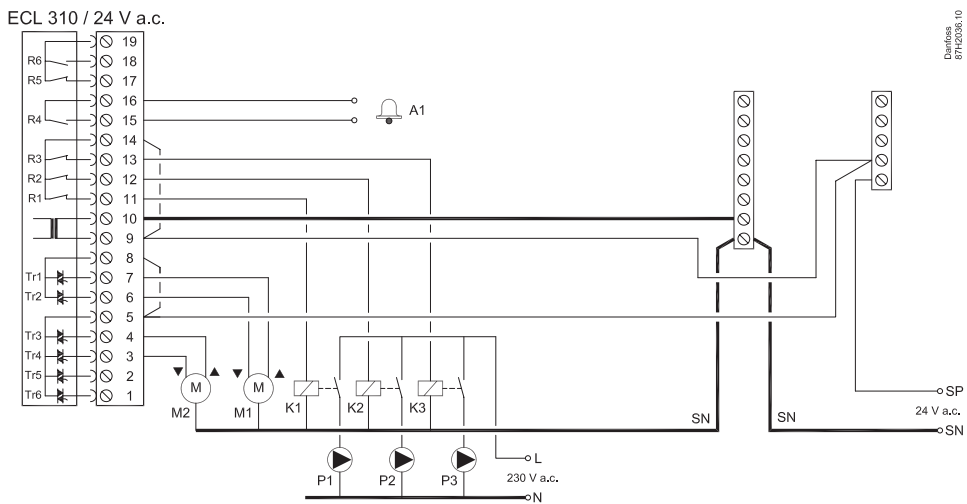 ECL 310 / 24 V a.c.
Danfoss
87H2036.10
19
R6 18
R5 17
16
A1
R4 15
14
R3 13
R2 12
R1 11
10
9
8
Tr1 7
Tr2 6
5
Tr3 4
Tr4 3
Tr5 2
Tr6 1
M M
M2 M1 K1 K2 K3
SP
24 V a.c.
SN SN SN
L
P1 P2 P3 230 V a.c.
N